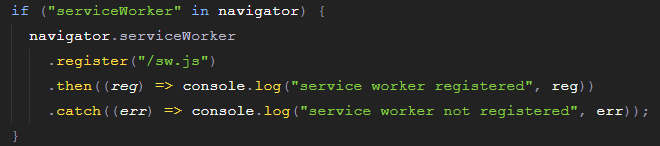 if ("serviceWorker" in navigator) {
navigator.serviceWorker
.register("/sw.js")
.then((reg) => console.log("service worker registered", reg))
.catch((err) => console.log("service worker not registered", err));
}